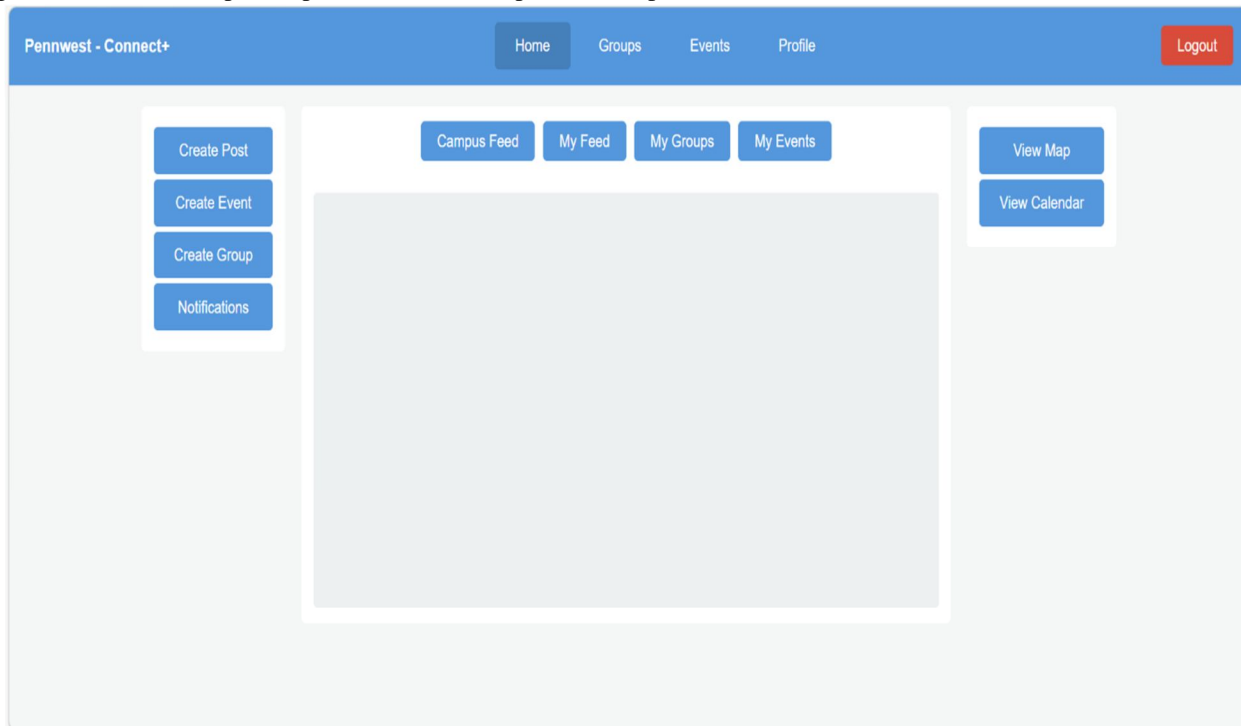 Pennwest - Connect+
Home
Groups
Events
Profile
Logout
Create Post
Create Event
Create Group
Notifications
Campus Feed
My Feed
My Groups
My Events
View Map
View Calendar